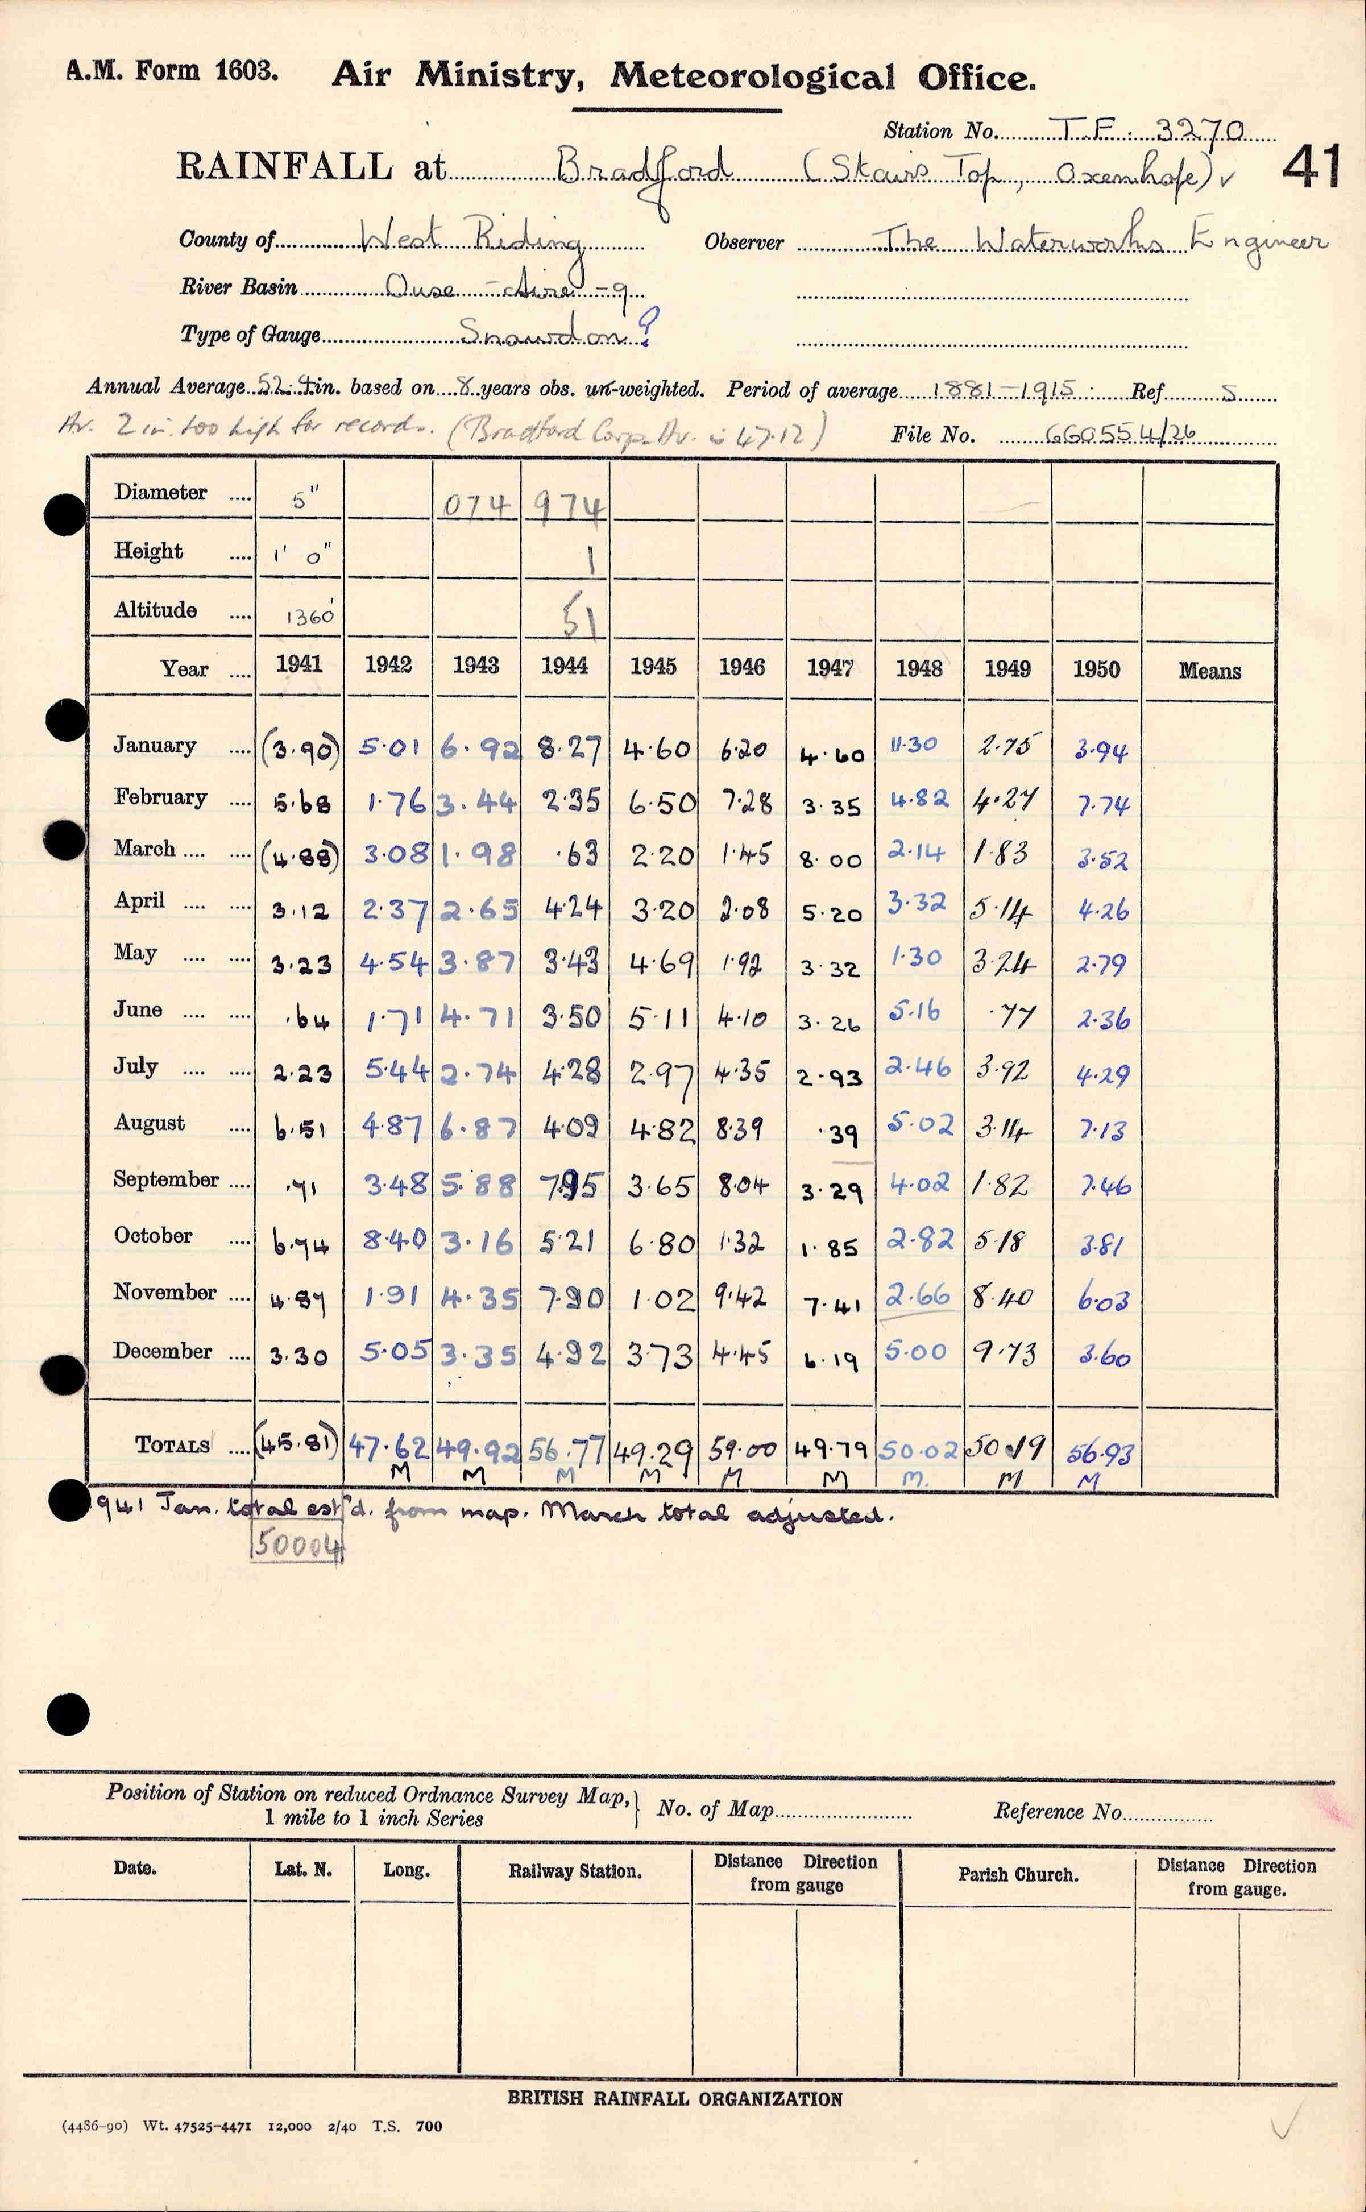 A.M. Form 1603. Air Ministry, Meteorological Office.
Station No. T.F. 3270
RAINFALL at Bradford (Stairs Top, Oxenhope) ✓ 41
County of West Riding Observer The Waterworks Engineer
River Basin Ouse - Aire - 9
Type of Gauge Snowdon?
Annual Average 52.4 in. based on 8 years obs. un-weighted. Period of average 1881-1915. Ref S
Av. 2 in. too high for records. (Bradford Corp. Av. is 47.12) File No. 660554/26
Diameter .... 5" 074 974
Height .... 1' 0" 1
Altitude .... 1360' 51
Year .... 1941 1942 1943 1944 1945 1946 1947 1948 1949 1950 Means
January .... (3.90) 5.01 6.92 8.27 4.60 6.20 4.60 11.30 2.75 3.94
February .... 5.68 1.76 3.44 2.35 6.50 7.28 3.35 4.82 4.27 7.74
March .... .... (4.88) 3.08 1.98 .63 2.20 1.45 8.00 2.14 1.83 3.52
April .... .... 3.12 2.37 2.65 4.24 3.20 2.08 5.20 3.32 5.14 4.26
May .... .... 3.23 4.54 3.87 3.43 4.69 1.92 3.32 1.30 3.24 2.79
June .... .... .64 1.71 4.71 3.50 5.11 4.10 3.26 5.16 .77 2.36
July .... .... 2.23 5.44 2.74 4.28 2.97 4.35 2.93 2.46 3.92 4.29
August .... 6.51 4.87 6.87 4.09 4.82 8.39 .39 5.02 3.14 7.13
September .... .71 3.48 5.88 7.95 3.65 8.04 3.29 4.02 1.82 7.46
October .... 6.74 8.40 3.16 5.21 6.80 1.32 1.85 2.82 5.18 3.81
November .... 4.87 1.91 4.35 7.90 1.02 9.42 7.41 2.66 8.40 6.03
December .... 3.30 5.05 3.35 4.92 3.73 4.45 6.19 5.00 9.73 3.60
TOTALS .... (45.81) 47.62 49.92 56.77 49.29 59.00 49.79 50.02 50.19 56.93
M M M M M M M. M M
1941 Jan. total est'd. from map. March total adjusted.
50004
Position of Station on reduced Ordnance Survey Map, 1 mile to 1 inch Series } No. of Map Reference No.
Date. Lat. N. Long. Railway Station. Distance Direction from gauge Parish Church. Distance Direction from gauge.
BRITISH RAINFALL ORGANIZATION
(4486-90) Wt. 47525-4471 12,000 2/40 T.S. 700